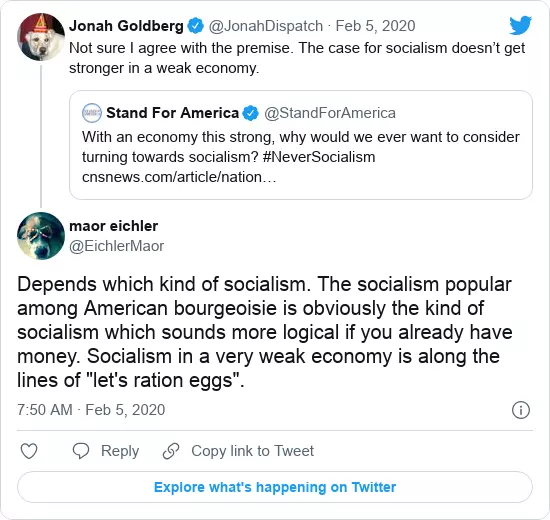 Jonah Goldberg @JonahDispatch · Feb 5, 2020
Not sure I agree with the premise. The case for socialism doesn’t get
stronger in a weak economy.
Stand For America @StandForAmerica
With an economy this strong, why would we ever want to consider
turning towards socialism? #NeverSocialism
cnsnews.com/article/nation…
maor eichler
@EichlerMaor
Depends which kind of socialism. The socialism popular
among American bourgeoisie is obviously the kind of
socialism which sounds more logical if you already have
money. Socialism in a very weak economy is along the
lines of "let's ration eggs".
7:50 AM · Feb 5, 2020
Reply Copy link to Tweet
Explore what's happening on Twitter